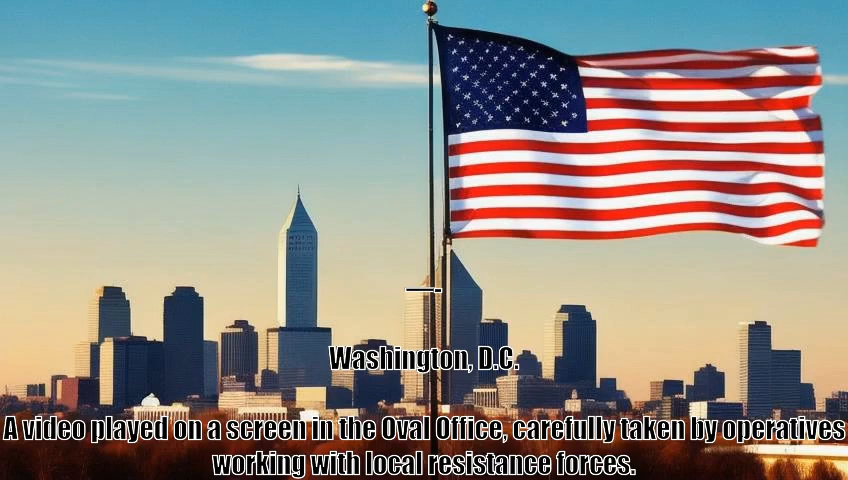 —-
Washington, D.C.
A video played on a screen in the Oval Office, carefully taken by operatives
working with local resistance forces.